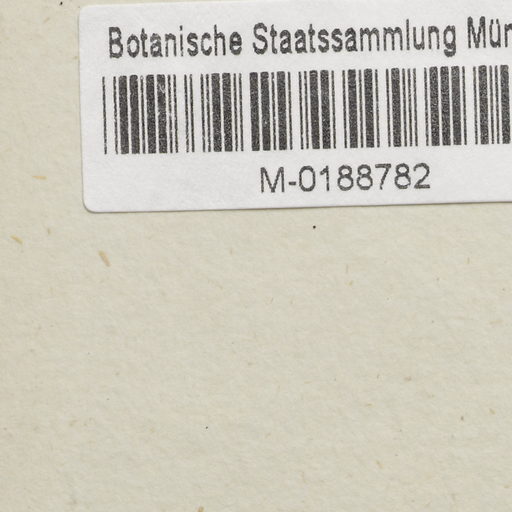 Botanische Staatssammlung Mün
M-0188782